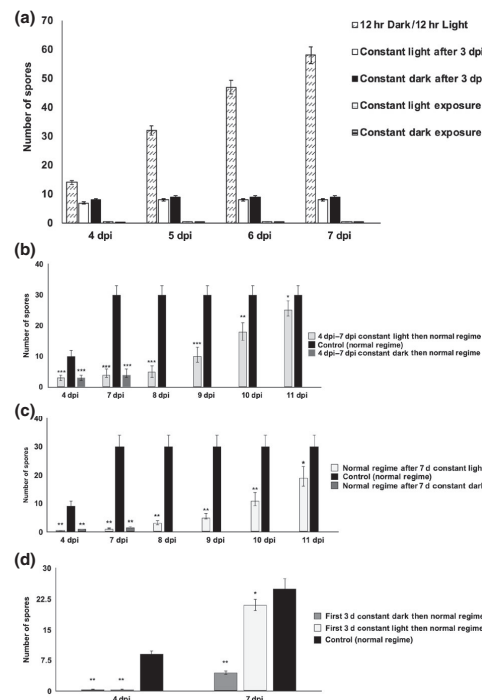 (a)
70
60
50
40
30
20
10
0
Number of spores
12 hr Dark/12 hr Light
Constant light after 3 dpi
Constant dark after 3 dp
Constant light exposure
Constant dark exposure
4 dpi 5 dpi 6 dpi 7 dpi
(b)
40
30
20
10
0
Number of spores
*** *** *** *** *** *** ** *
4 dpi–7 dpi constant light then normal regime
Control (normal regime)
4 dpi–7 dpi constant dark then normal regime
4 dpi 7 dpi 8 dpi 9 dpi 10 dpi 11 dpi
(c)
40
30
20
10
0
Number of spores
** ** ** ** ** ** ** *
Normal regime after 7 d constant light
Control (normal regime)
Normal regime after 7 d constant dark
4 dpi 7 dpi 8 dpi 9 dpi 10 dpi 11 dpi
(d)
30
22.5
15
7.5
0
Number of spores
** ** ** *
First 3 d constant dark then normal regime
First 3 d constant light then normal regime
Control (normal regime)
4 dpi 7 dpi